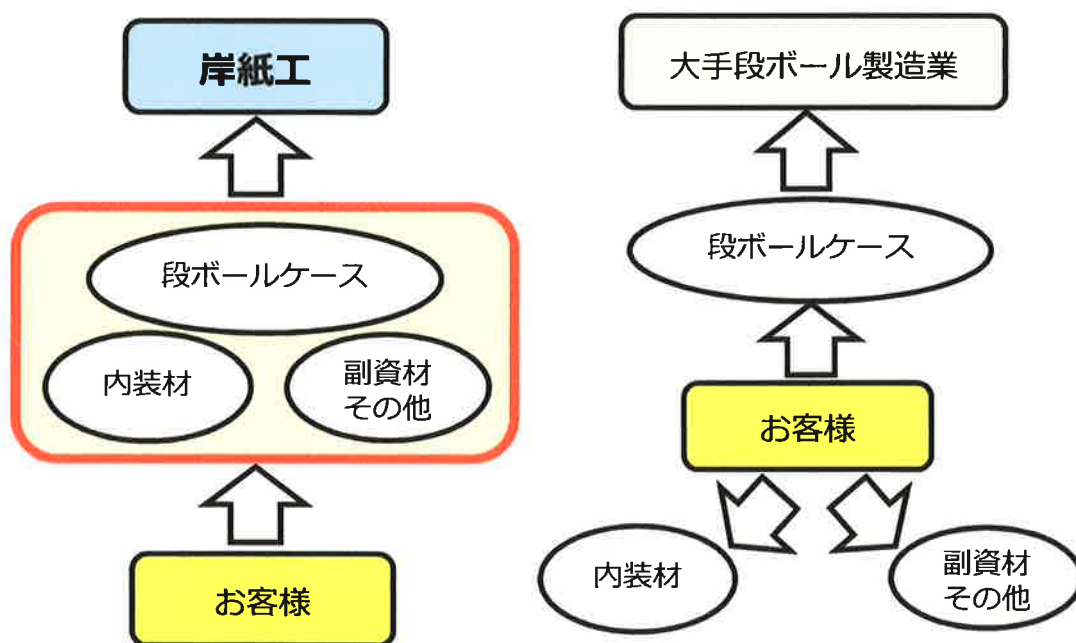 岸紙工
段ボールケース
内装材
副資材
その他
お客様
大手段ボール製造業
段ボールケース
お客様
内装材
副資材
その他